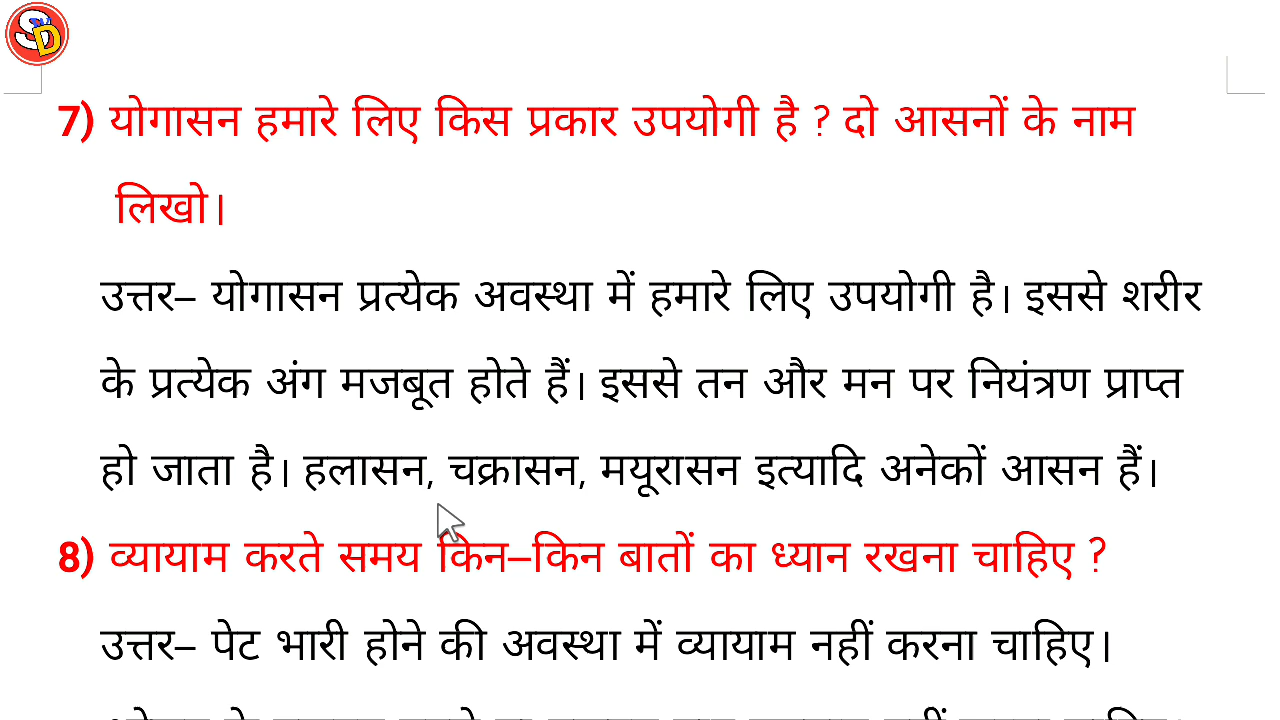 SD
7) योगासन हमारे लिए किस प्रकार उपयोगी है ? दो आसनों के नाम
लिखो।
उत्तर– योगासन प्रत्येक अवस्था में हमारे लिए उपयोगी है। इससे शरीर
के प्रत्येक अंग मजबूत होते हैं। इससे तन और मन पर नियंत्रण प्राप्त
हो जाता है। हलासन, चक्रासन, मयूरासन इत्यादि अनेकों आसन हैं।
8) व्यायाम करते समय किन–किन बातों का ध्यान रखना चाहिए ?
उत्तर– पेट भारी होने की अवस्था में व्यायाम नहीं करना चाहिए।